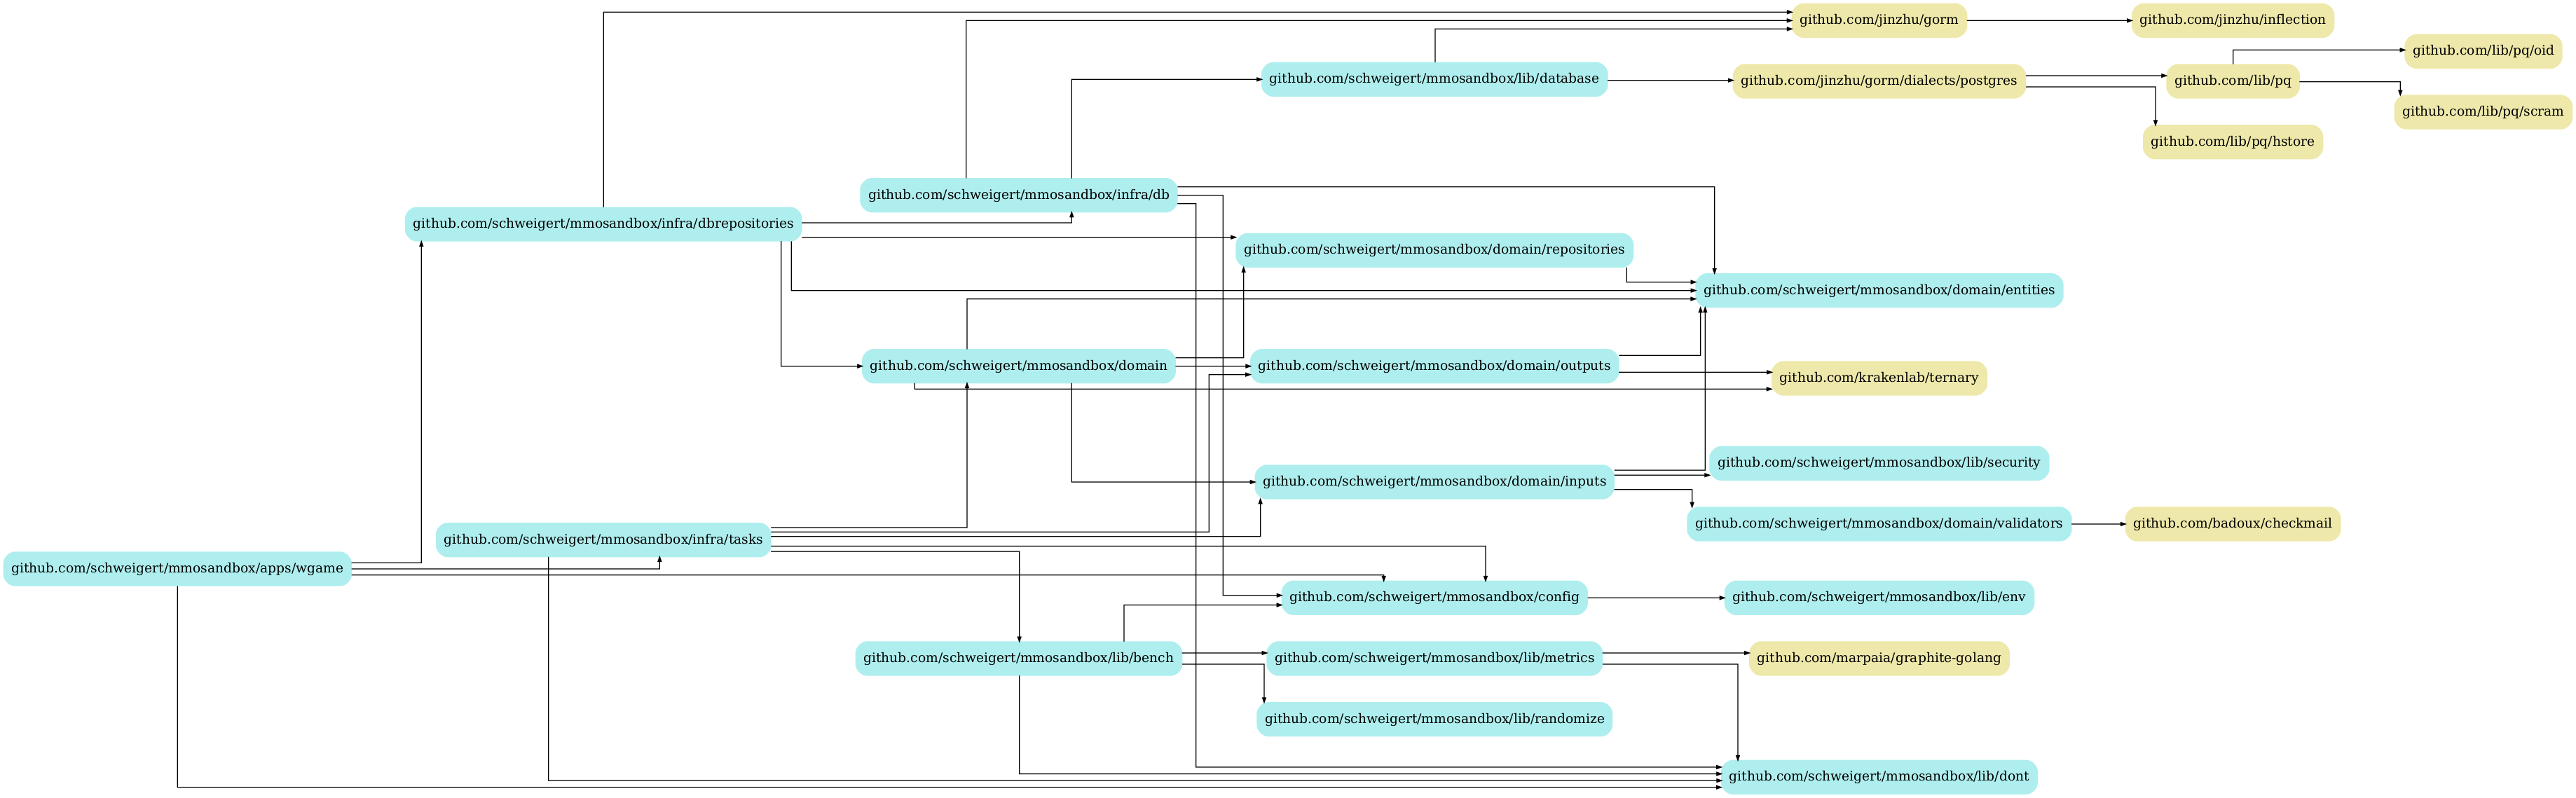 github.com/jinzhu/gorm
github.com/jinzhu/inflection
github.com/lib/pq/oid
github.com/schweigert/mmosandbox/lib/database
github.com/jinzhu/gorm/dialects/postgres
github.com/lib/pq
github.com/lib/pq/scram
github.com/lib/pq/hstore
github.com/schweigert/mmosandbox/infra/db
github.com/schweigert/mmosandbox/infra/dbrepositories
github.com/schweigert/mmosandbox/domain/repositories
github.com/schweigert/mmosandbox/domain/entities
github.com/schweigert/mmosandbox/domain
github.com/schweigert/mmosandbox/domain/outputs
github.com/krakenlab/ternary
github.com/schweigert/mmosandbox/lib/security
github.com/schweigert/mmosandbox/domain/inputs
github.com/schweigert/mmosandbox/domain/validators
github.com/badoux/checkmail
github.com/schweigert/mmosandbox/infra/tasks
github.com/schweigert/mmosandbox/apps/wgame
github.com/schweigert/mmosandbox/config
github.com/schweigert/mmosandbox/lib/env
github.com/schweigert/mmosandbox/lib/bench
github.com/schweigert/mmosandbox/lib/metrics
github.com/marpaia/graphite-golang
github.com/schweigert/mmosandbox/lib/randomize
github.com/schweigert/mmosandbox/lib/dont